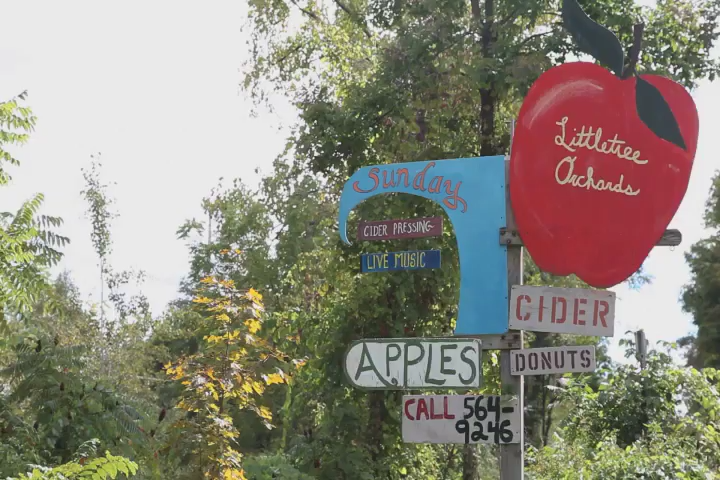 Littletree
Orchards
Sunday
CIDER PRESSING
LIVE MUSIC
CIDER
APPLES
DONUTS
CALL 564-
9246